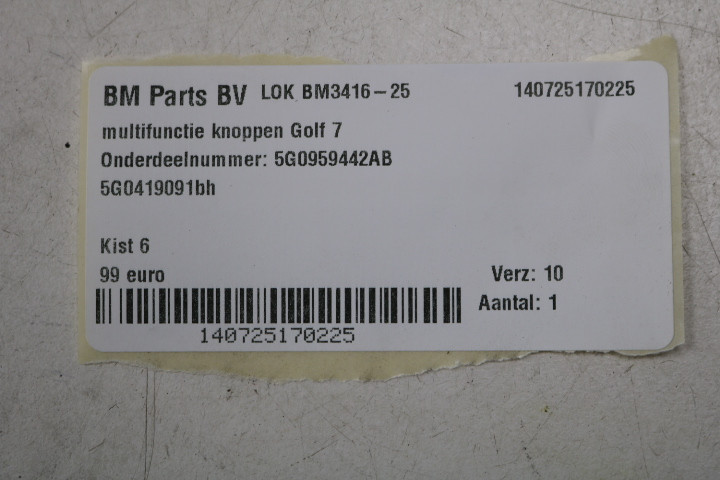 BM Parts BV LOK BM3416-25 140725170225
multifunctie knoppen Golf 7
Onderdeelnummer: 5G0959442AB
5G0419091bh
Kist 6
99 euro Verz: 10
Aantal: 1
140725170225